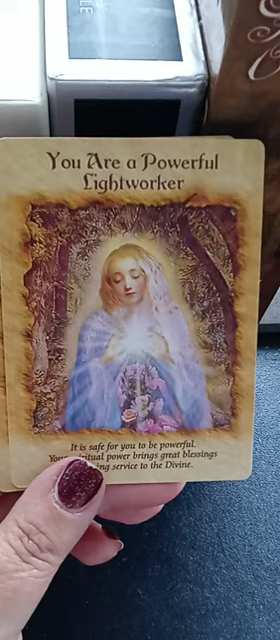 You Are a Powerful
Lightworker
It is safe for you to be powerful.
spiritual power brings great blessings
service to the Divine.